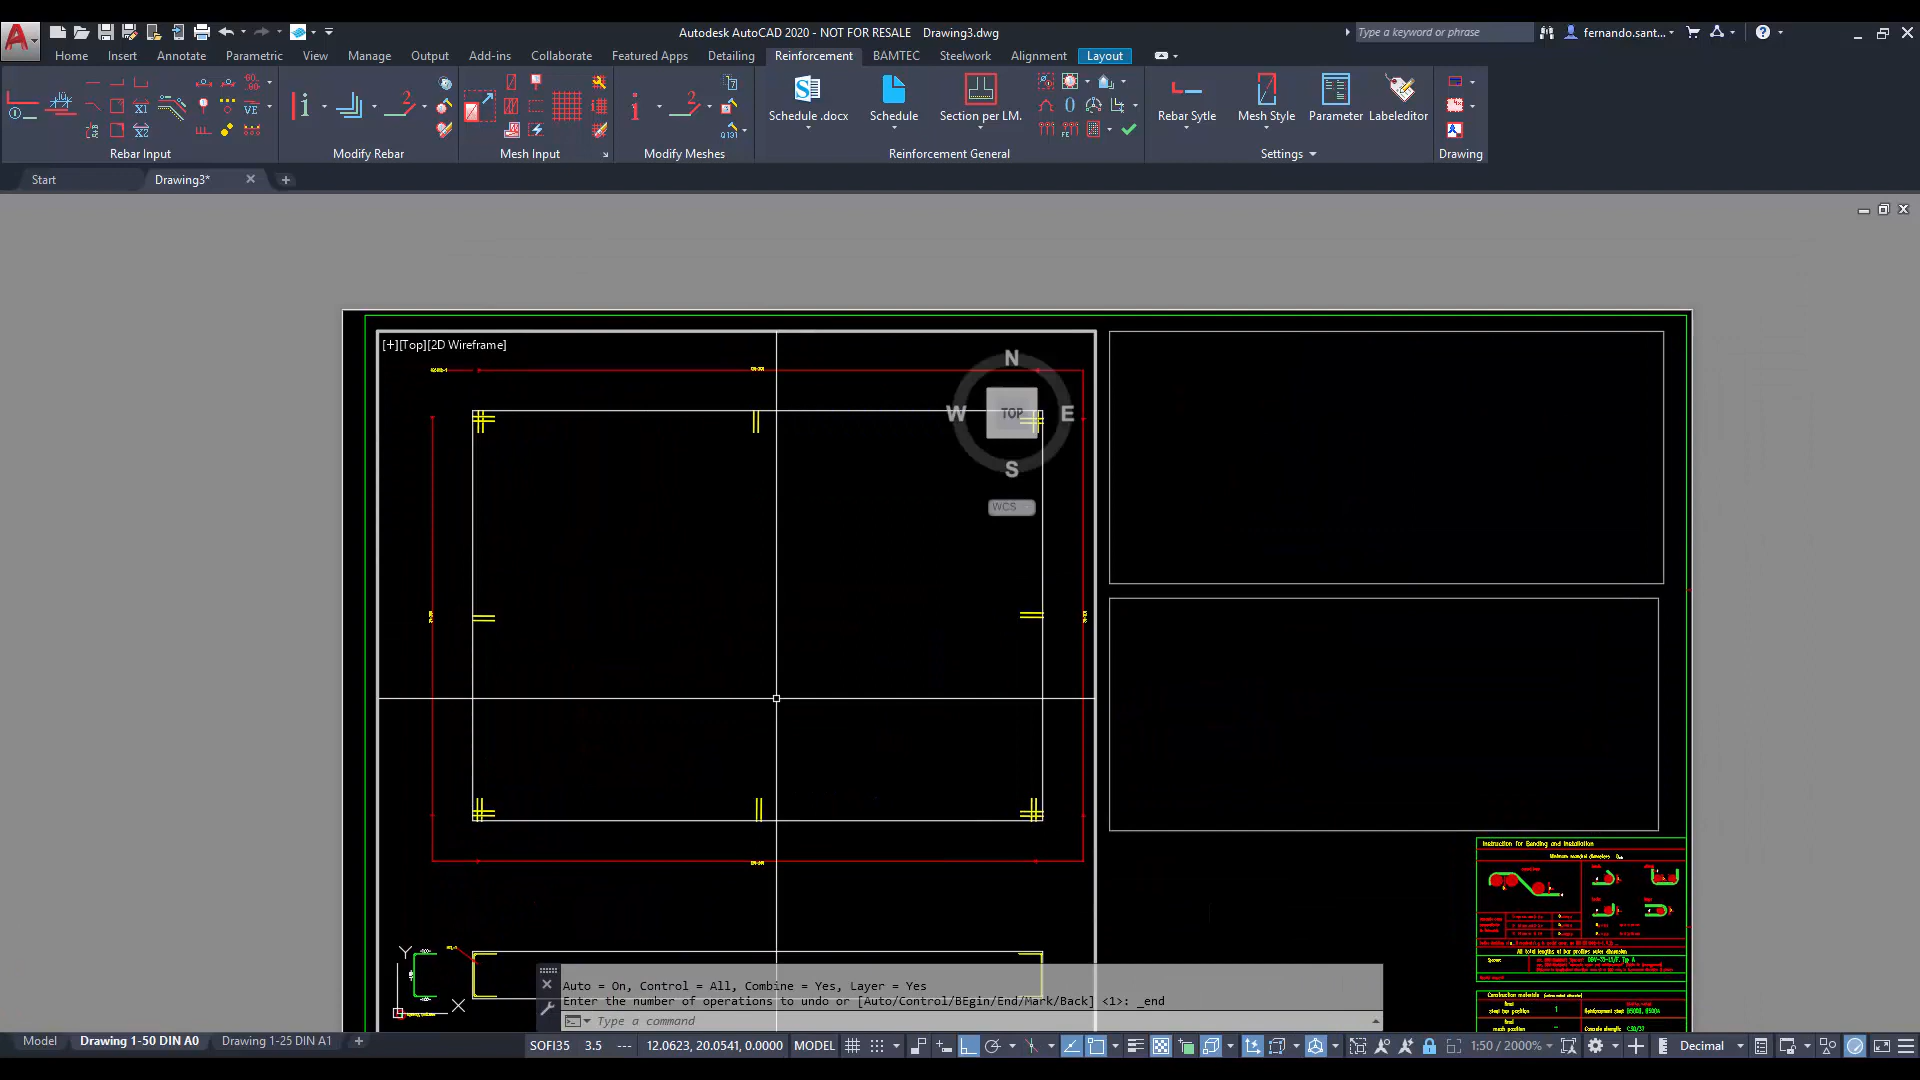 Autodesk AutoCAD 2020 - NOT FOR RESALE Drawing3.dwg
Type a keyword or phrase
fernando.sant...
Home Insert Annotate Parametric View Manage Output Add-ins Collaborate Featured Apps Detailing Reinforcement BAMTEC Steelwork Alignment Layout
Schedule .docx
Schedule
Section per LM.
Rebar Sytle
Mesh Style
Parameter
Labeleditor
Rebar Input
Modify Rebar
Mesh Input
Modify Meshes
Reinforcement General
Settings
Drawing
Start
Drawing3*
[+][Top][2D Wireframe]
N
W
TOP
E
S
WCS
Instruction for Bending and Installation
Y
X
Auto = On, Control = All, Combine = Yes, Layer = Yes
Enter the number of operations to undo or [Auto/Control/BEgin/End/Mark/Back] <1>: _end
Type a command
Construction materials
Model
Drawing 1-50 DIN A0
Drawing 1-25 DIN A1
SOFI35 3.5 --- 12.0623, 20.0541, 0.0000 MODEL
1:50 / 2000%
Decimal